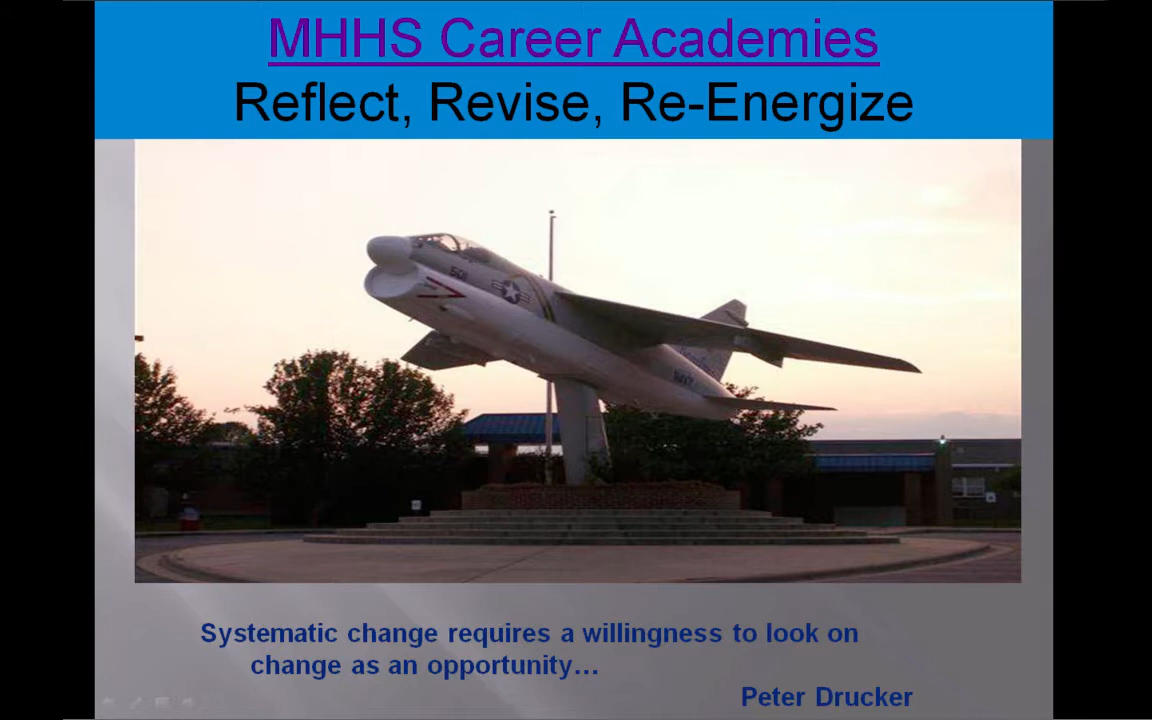 MHHS Career Academies
Reflect, Revise, Re-Energize
Systematic change requires a willingness to look on
change as an opportunity…
Peter Drucker